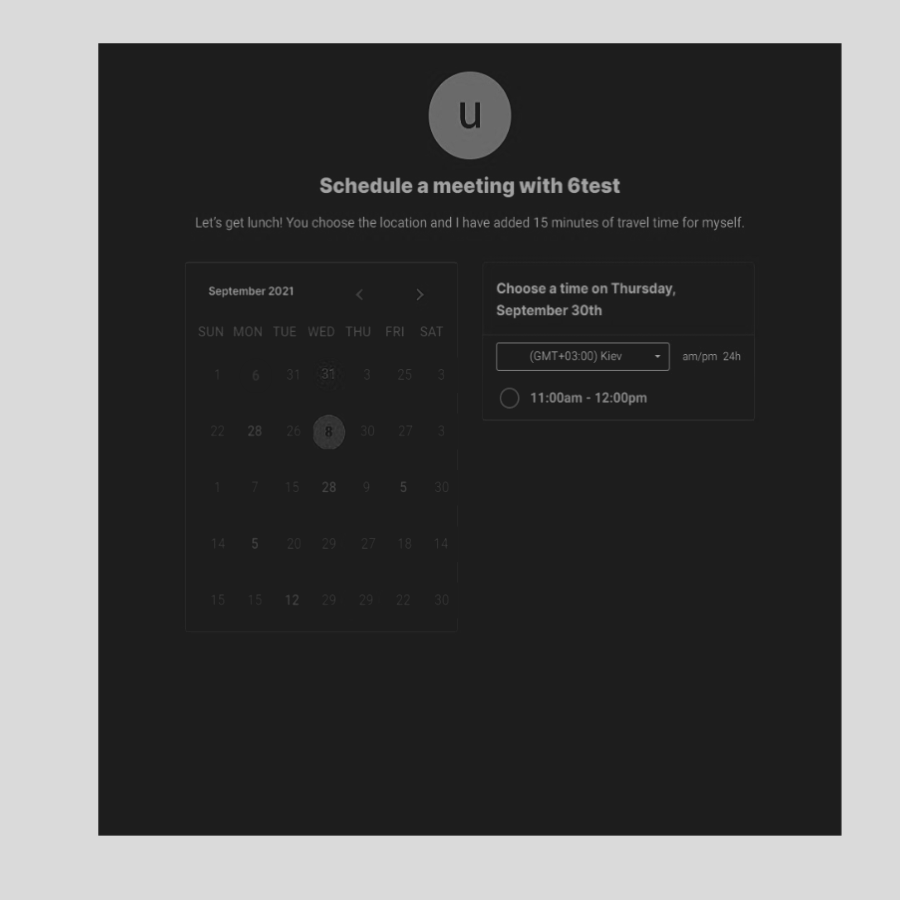 u
Schedule a meeting with 6test
Let's get lunch! You choose the location and I have added 15 minutes of travel time for myself.
September 2021
SUN MON TUE WED THU FRI SAT
1 6 31 31 3 25 3
22 28 26 8 30 27 3
1 7 15 28 9 5 30
14 5 20 29 27 18 14
15 15 12 29 29 22 30
Choose a time on Thursday,
September 30th
(GMT+03:00) Kiev am/pm 24h
11:00am - 12:00pm